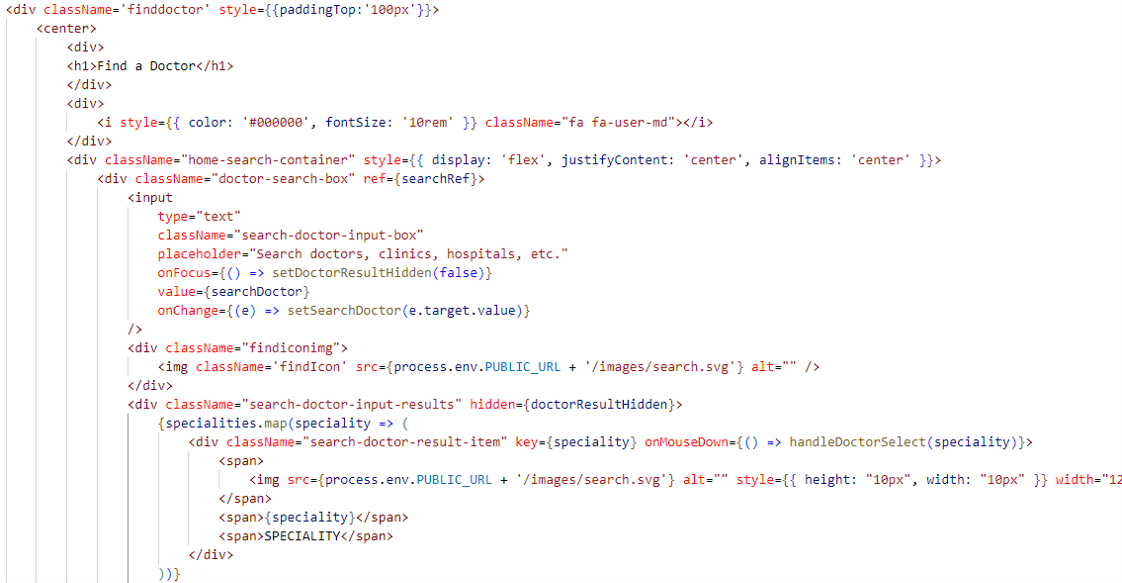 <div className='finddoctor' style={{paddingTop:'100px'}}>
<center>
<div>
<h1>Find a Doctor</h1>
</div>
<div>
<i style={{ color: '#000000', fontSize: '10rem' }} className="fa fa-user-md"></i>
</div>
<div className="home-search-container" style={{ display: 'flex', justifyContent: 'center', alignItems: 'center' }}>
<div className="doctor-search-box" ref={searchRef}>
<input
type="text"
className="search-doctor-input-box"
placeholder="Search doctors, clinics, hospitals, etc."
onFocus={() => setDoctorResultHidden(false)}
value={searchDoctor}
onChange={(e) => setSearchDoctor(e.target.value)}
/>
<div className="findiconimg">
<img className='findIcon' src={process.env.PUBLIC_URL + '/images/search.svg'} alt="" />
</div>
<div className="search-doctor-input-results" hidden={doctorResultHidden}>
{specialities.map(speciality => (
<div className="search-doctor-result-item" key={speciality} onMouseDown={() => handleDoctorSelect(speciality)}>
<span>
<img src={process.env.PUBLIC_URL + '/images/search.svg'} alt="" style={{ height: "10px", width: "10px" }} width="12
</span>
<span>{speciality}</span>
<span>SPECIALITY</span>
</div>
))}